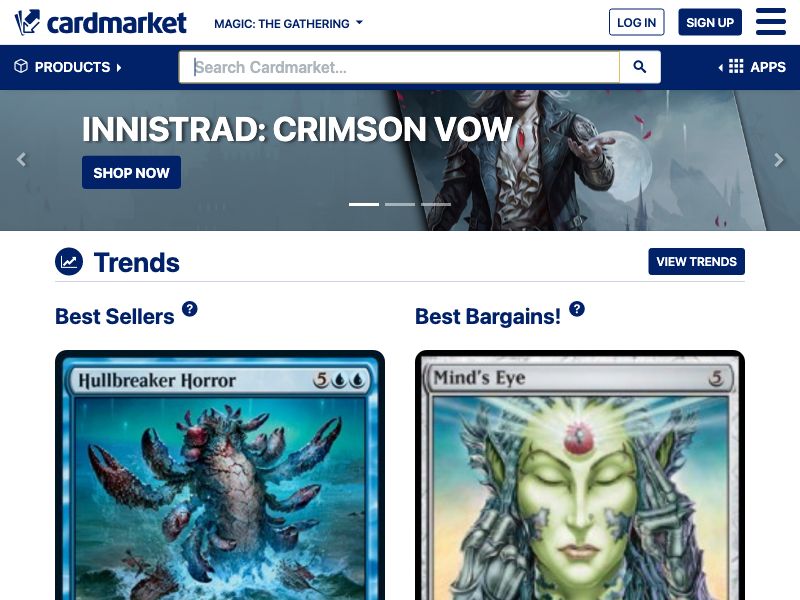 cardmarket
MAGIC: THE GATHERING
LOG IN
SIGN UP
PRODUCTS
Search Cardmarket...
APPS
INNISTRAD: CRIMSON VOW
SHOP NOW
Trends
VIEW TRENDS
Best Sellers ?
Best Bargains! ?
Hullbreaker Horror 5
Mind's Eye 5